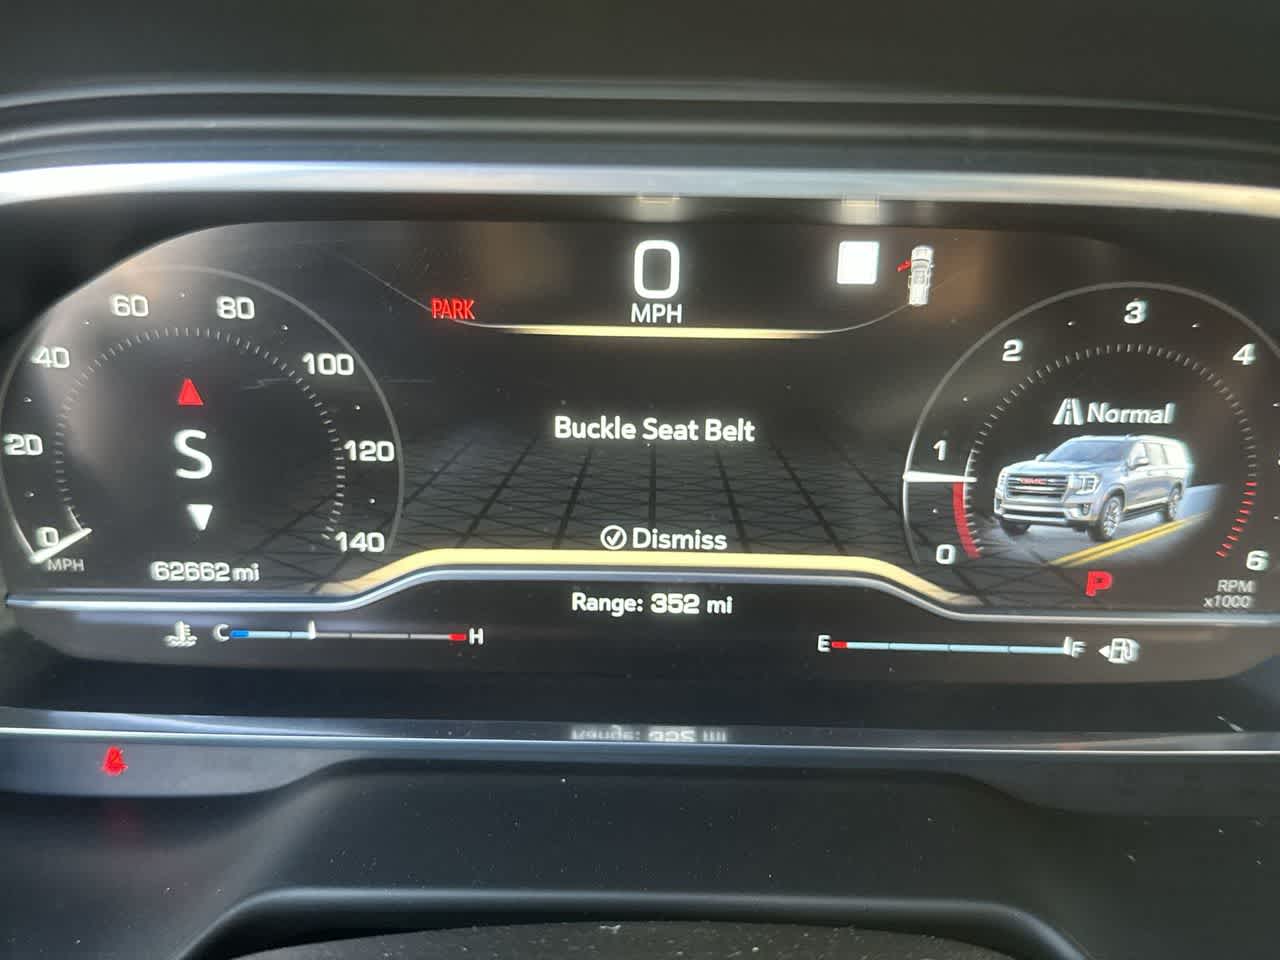 0
MPH
PARK
60 80
40 100
20 120
0 140
MPH
S
62662 mi
Buckle Seat Belt
Dismiss
Range: 352 mi
C H
E F
3
2 4
1
0 6
Normal
GMC
P
RPM
x1000